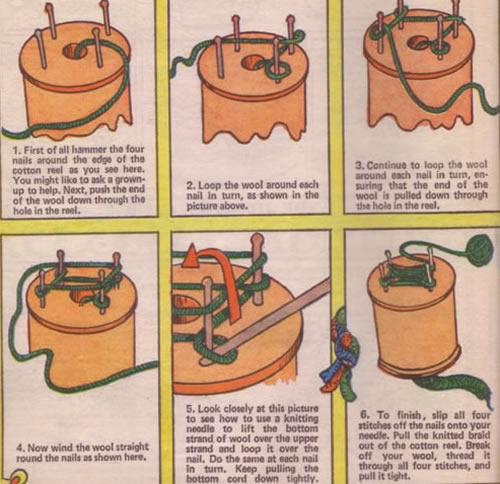 1. First of all hammer the four
nails around the edge of the
cotton reel as you see here.
You might like to ask a grown-
up to help. Next, push the end
of the wool down through the
hole in the reel.
2. Loop the wool around each
nail in turn, as shown in the
picture above.
3. Continue to loop the wool
around each nail in turn, en-
suring that the end of the
wool is pulled down through
the hole in the reel.
4. Now wind the wool straight
round the nails as shown here.
5. Look closely at this picture
to see how to use a knitting
needle to lift the bottom
strand of wool over the upper
strand and loop it over the
nail. Do the same at each nail
in turn. Keep pulling the
bottom cord down tightly.
6. To finish, slip all four
stitches off the nails onto your
needle. Pull the knitted braid
out of the cotton reel. Break
off your wool, thread it
through all four stitches, and
pull it tight.